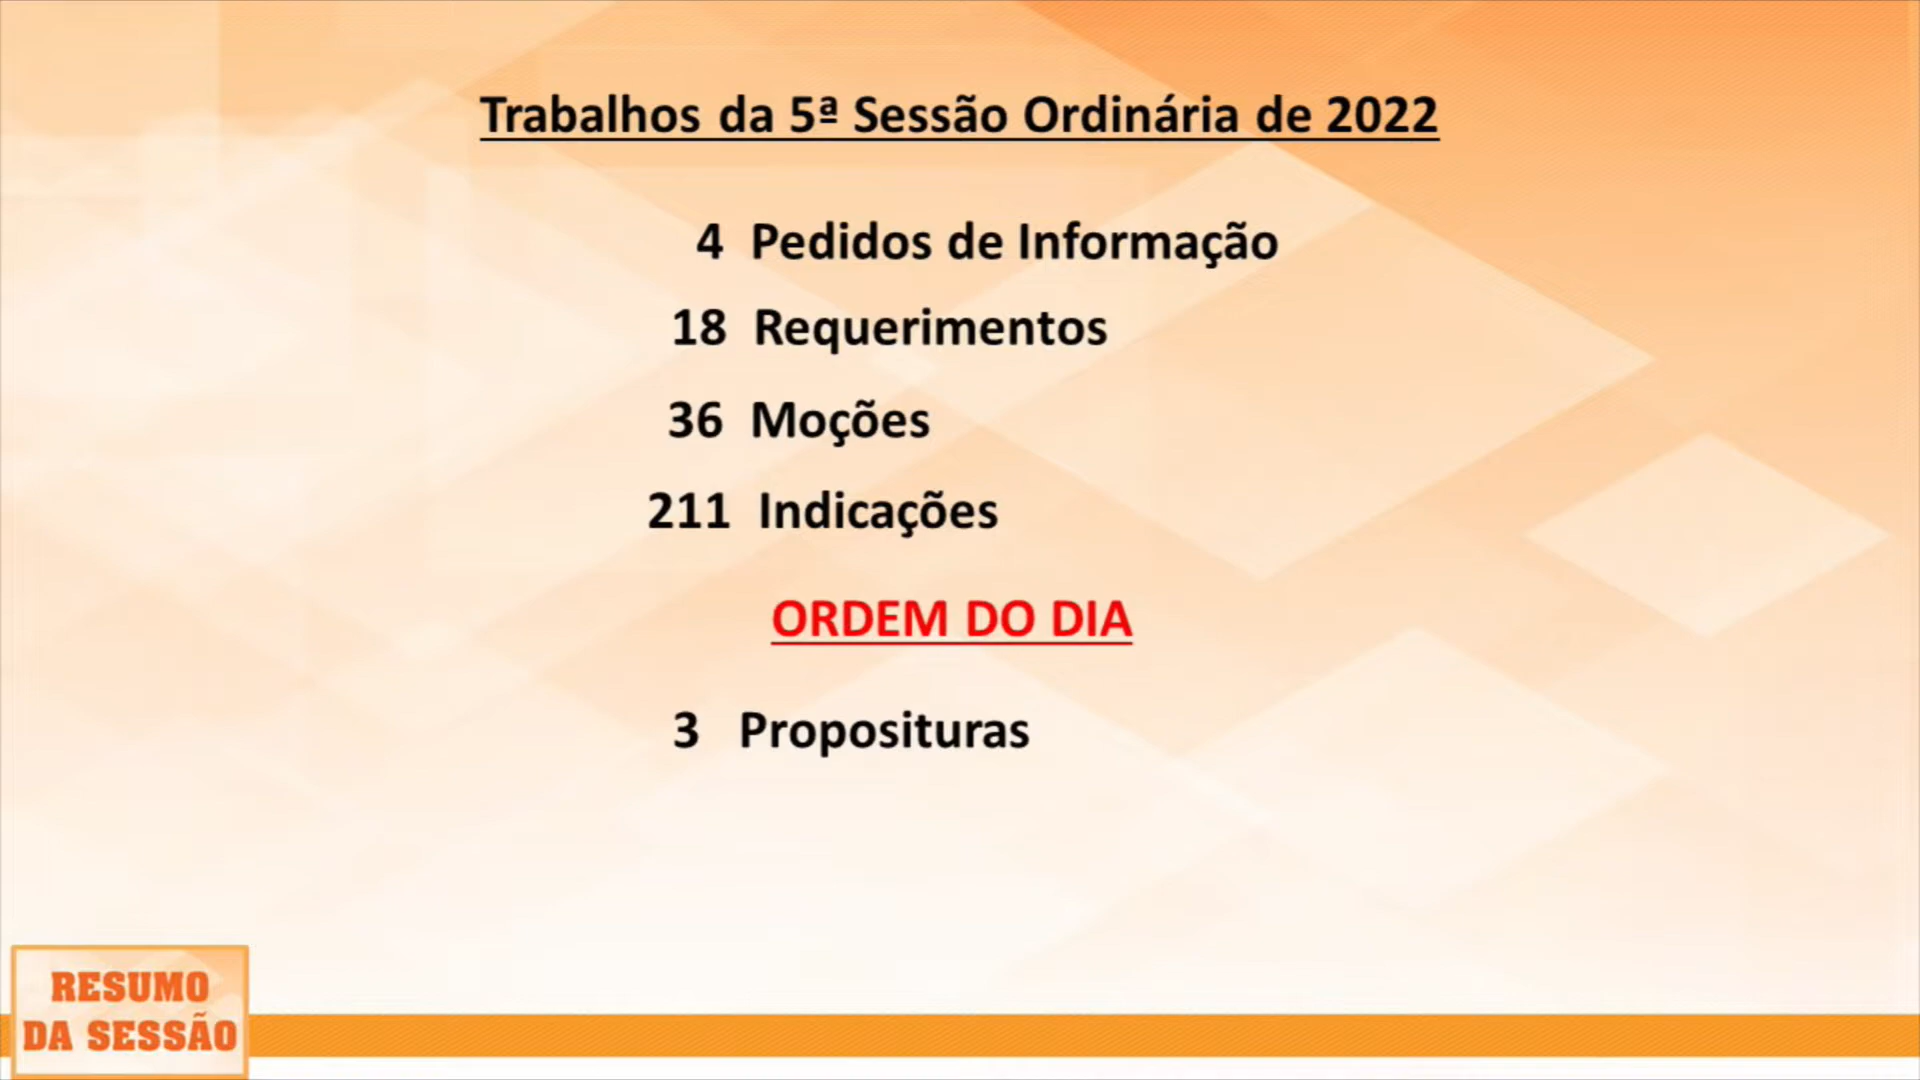 Trabalhos da 5ª Sessão Ordinária de 2022
4 Pedidos de Informação
18 Requerimentos
36 Moções
211 Indicações
ORDEM DO DIA
3 Proposituras
RESUMO
DA SESSÃO